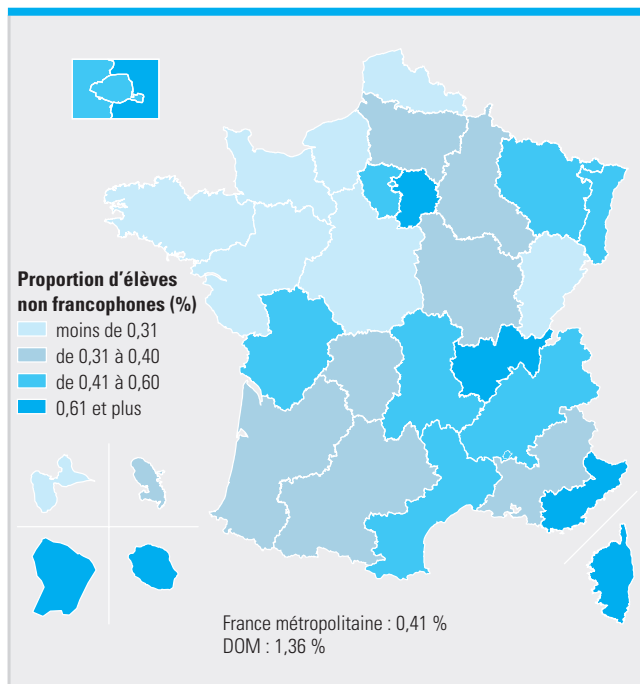 Proportion d'élèves
non francophones (%)
moins de 0,31
de 0,31 à 0,40
de 0,41 à 0,60
0,61 et plus
France métropolitaine : 0,41 %
DOM : 1,36 %